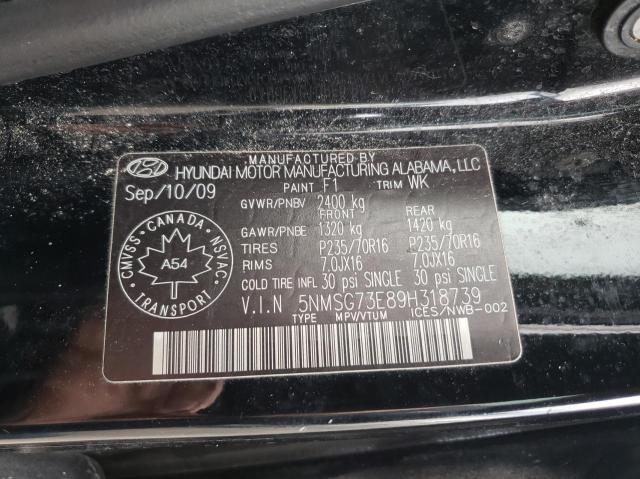 MANUFACTURED BY
HYUNDAI MOTOR MANUFACTURING ALABAMA, LLC
Sep/10/09 PAINT F1 TRIM WK
GVWR/PNBV 2400 kg
FRONT REAR
GAWR/PNBE 1320 kg 1420 kg
TIRES P235/70R16 P235/70R16
RIMS 7.0JX16 7.0JX16
COLD TIRE INFL 30 psi SINGLE 30 psi SINGLE
V.I.N 5NMSG73E89H318739
TYPE MPV/VTUM ICES/NWB-002
CMVSS · CANADA · NSVAC
A54
TRANSPORT